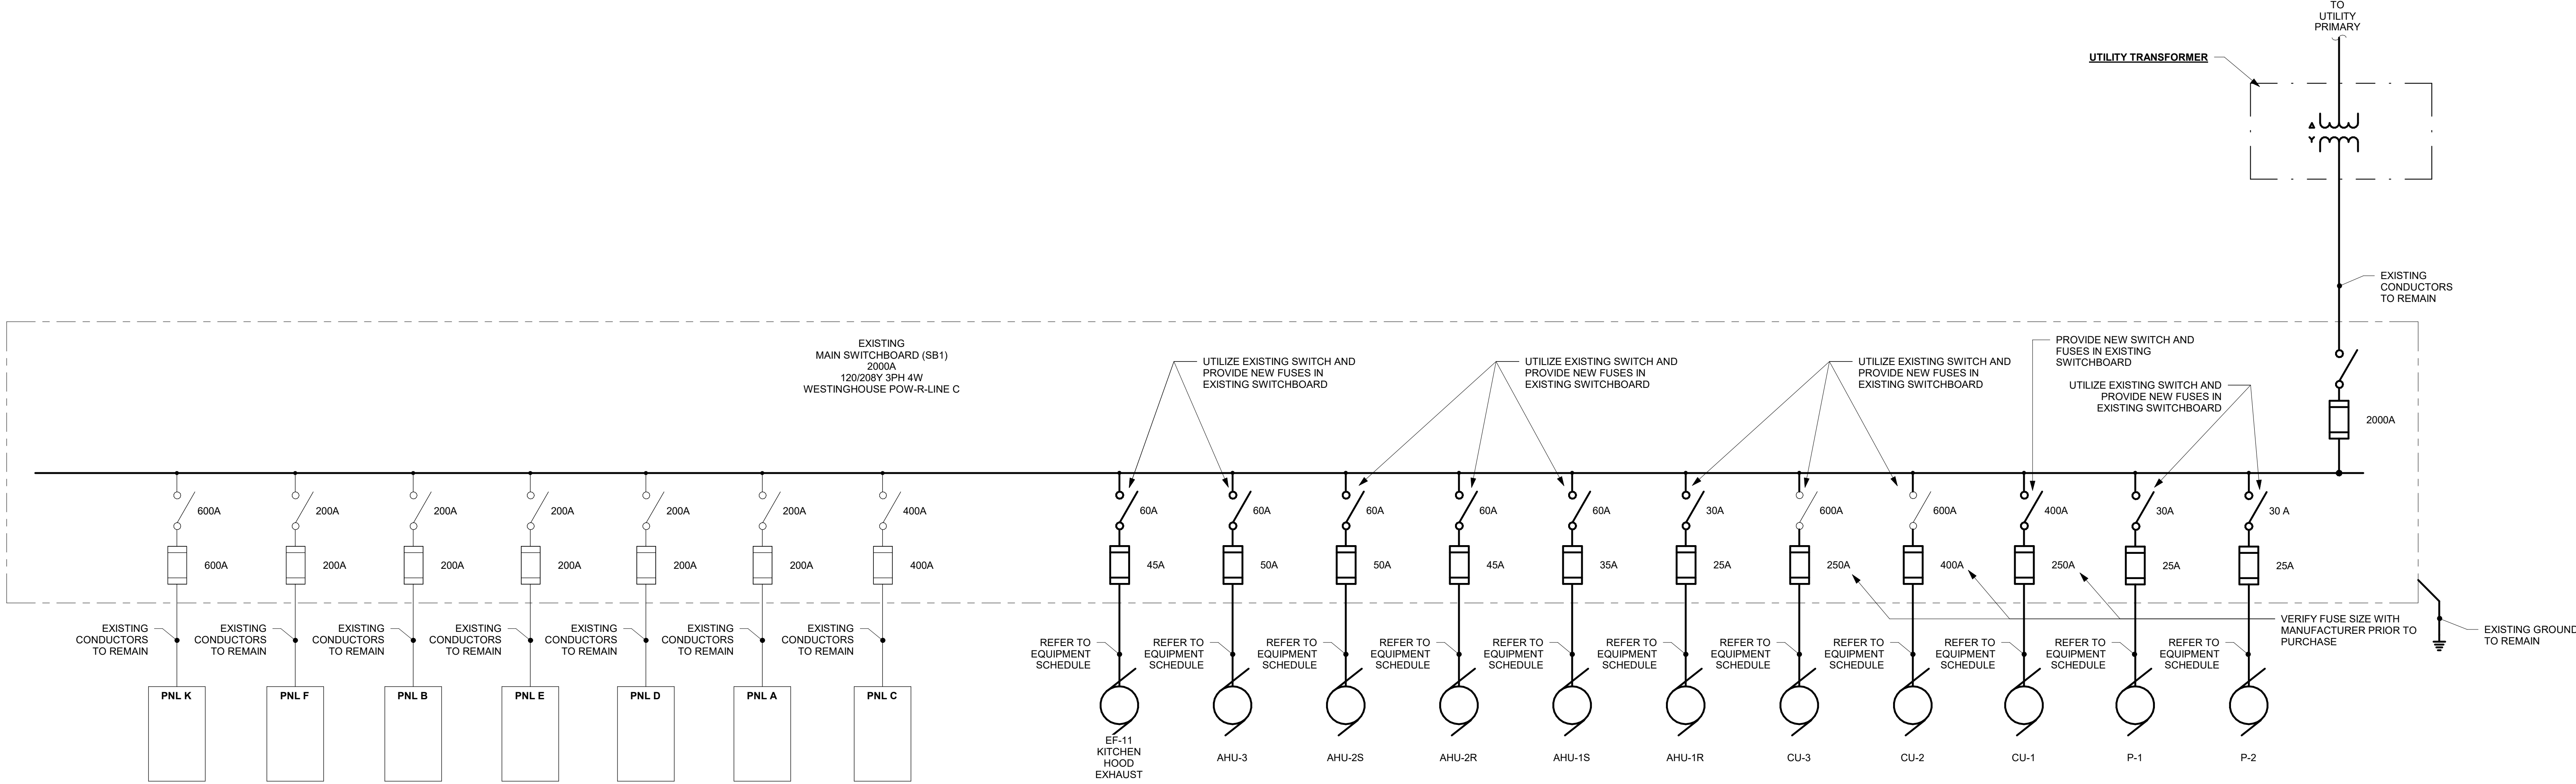 TO
UTILITY
PRIMARY
UTILITY TRANSFORMER
Δ
Y
EXISTING
CONDUCTORS
TO REMAIN
EXISTING
MAIN SWITCHBOARD (SB1)
2000A
120/208Y 3PH 4W
WESTINGHOUSE POW-R-LINE C
UTILIZE EXISTING SWITCH AND
PROVIDE NEW FUSES IN
EXISTING SWITCHBOARD
UTILIZE EXISTING SWITCH AND
PROVIDE NEW FUSES IN
EXISTING SWITCHBOARD
UTILIZE EXISTING SWITCH AND
PROVIDE NEW FUSES IN
EXISTING SWITCHBOARD
PROVIDE NEW SWITCH AND
FUSES IN EXISTING
SWITCHBOARD
UTILIZE EXISTING SWITCH AND
PROVIDE NEW FUSES IN
EXISTING SWITCHBOARD
2000A
600A
200A
200A
200A
200A
200A
400A
60A
60A
60A
60A
60A
30A
600A
600A
400A
30A
30 A
600A
200A
200A
200A
200A
200A
400A
45A
50A
50A
45A
35A
25A
250A
400A
250A
25A
25A
EXISTING
CONDUCTORS
TO REMAIN
EXISTING
CONDUCTORS
TO REMAIN
EXISTING
CONDUCTORS
TO REMAIN
EXISTING
CONDUCTORS
TO REMAIN
EXISTING
CONDUCTORS
TO REMAIN
EXISTING
CONDUCTORS
TO REMAIN
EXISTING
CONDUCTORS
TO REMAIN
REFER TO
EQUIPMENT
SCHEDULE
REFER TO
EQUIPMENT
SCHEDULE
REFER TO
EQUIPMENT
SCHEDULE
REFER TO
EQUIPMENT
SCHEDULE
REFER TO
EQUIPMENT
SCHEDULE
REFER TO
EQUIPMENT
SCHEDULE
REFER TO
EQUIPMENT
SCHEDULE
REFER TO
EQUIPMENT
SCHEDULE
REFER TO
EQUIPMENT
SCHEDULE
REFER TO
EQUIPMENT
SCHEDULE
REFER TO
EQUIPMENT
SCHEDULE
VERIFY FUSE SIZE WITH
MANUFACTURER PRIOR TO
PURCHASE
EXISTING GROUND
TO REMAIN
PNL K
PNL F
PNL B
PNL E
PNL D
PNL A
PNL C
EF-11
KITCHEN
HOOD
EXHAUST
AHU-3
AHU-2S
AHU-2R
AHU-1S
AHU-1R
CU-3
CU-2
CU-1
P-1
P-2